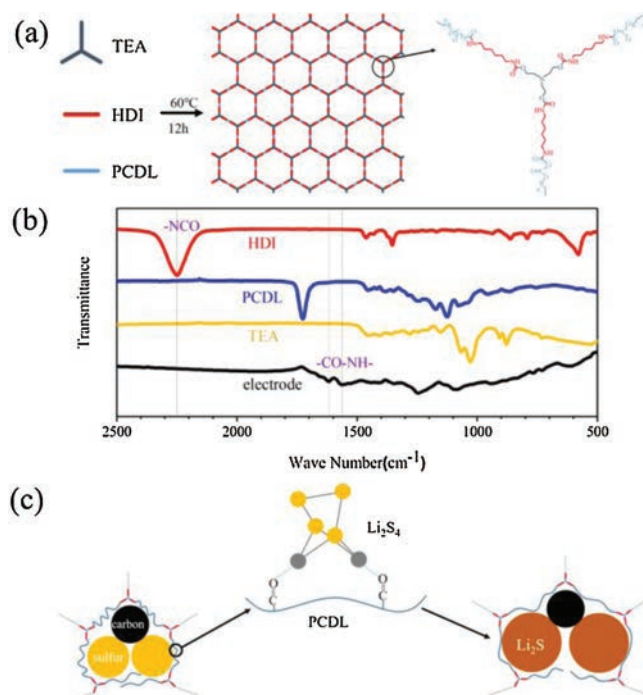 (a)
TEA
HDI
PCDL
60℃
12h
(b)
-NCO
HDI
PCDL
TEA
-CO-NH-
electrode
Transmittance
2500
2000
1500
1000
500
Wave Number(cm⁻¹)
(c)
Li₂S₄
O
C
O
C
PCDL
carbon
sulfur
Li₂S